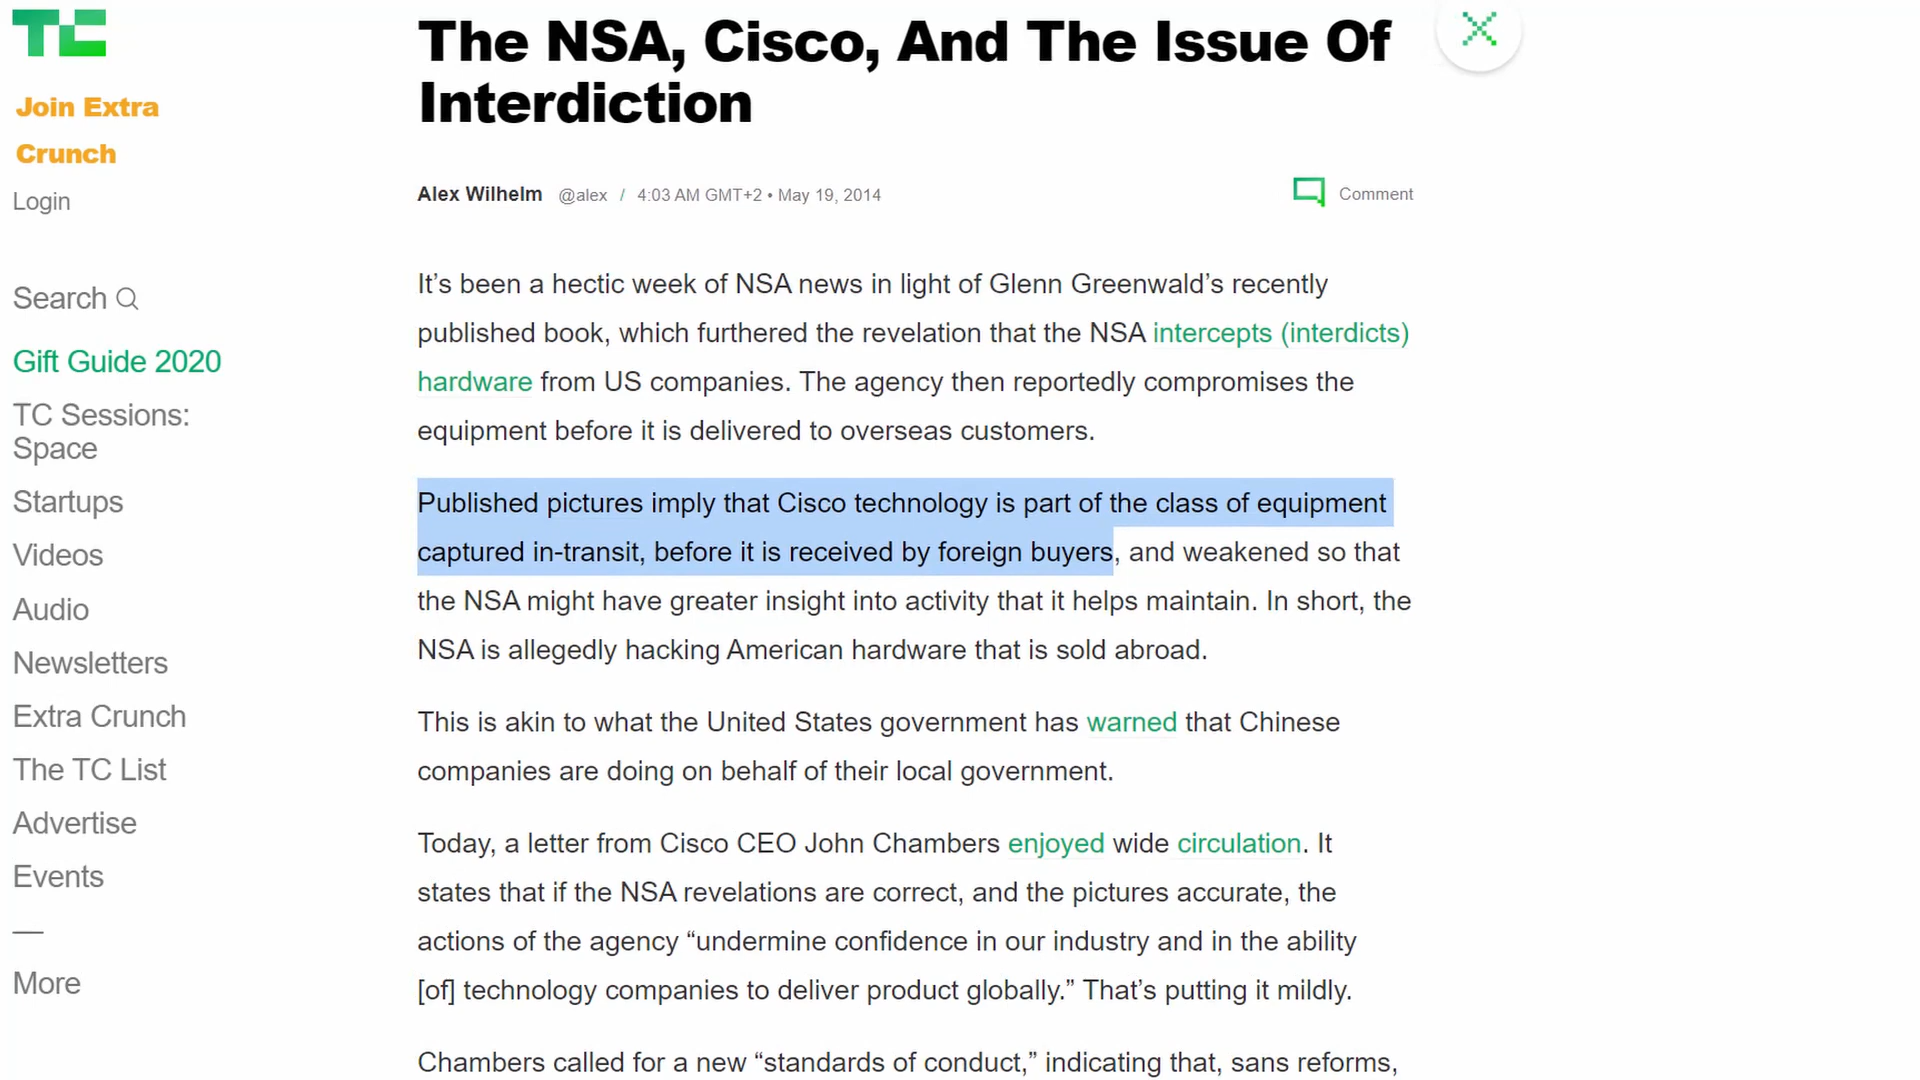 TC
Join Extra
Crunch
Login
Search
Gift Guide 2020
TC Sessions:
Space
Startups
Videos
Audio
Newsletters
Extra Crunch
The TC List
Advertise
Events
—
More
The NSA, Cisco, And The Issue Of
Interdiction
Alex Wilhelm @alex / 4:03 AM GMT+2 • May 19, 2014
Comment
It’s been a hectic week of NSA news in light of Glenn Greenwald’s recently
published book, which furthered the revelation that the NSA intercepts (interdicts)
hardware from US companies. The agency then reportedly compromises the
equipment before it is delivered to overseas customers.
Published pictures imply that Cisco technology is part of the class of equipment
captured in-transit, before it is received by foreign buyers, and weakened so that
the NSA might have greater insight into activity that it helps maintain. In short, the
NSA is allegedly hacking American hardware that is sold abroad.
This is akin to what the United States government has warned that Chinese
companies are doing on behalf of their local government.
Today, a letter from Cisco CEO John Chambers enjoyed wide circulation. It
states that if the NSA revelations are correct, and the pictures accurate, the
actions of the agency “undermine confidence in our industry and in the ability
[of] technology companies to deliver product globally.” That’s putting it mildly.
Chambers called for a new “standards of conduct,” indicating that, sans reforms,